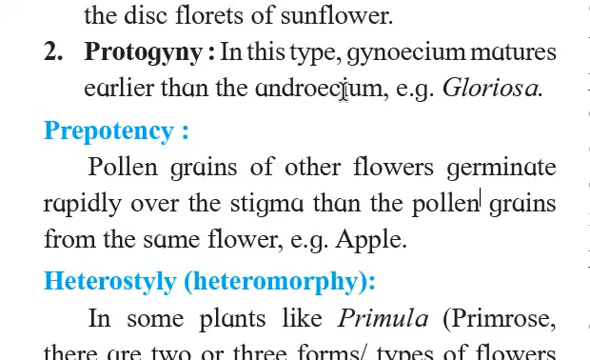 the disc florets of sunflower.
2. Protogyny : In this type, gynoecium matures
earlier than the androecium, e.g. Gloriosa.
Prepotency :
Pollen grains of other flowers germinate
rapidly over the stigma than the pollen grains
from the same flower, e.g. Apple.
Heterostyly (heteromorphy):
In some plants like Primula (Primrose,
there are two or three forms/ types of flowers